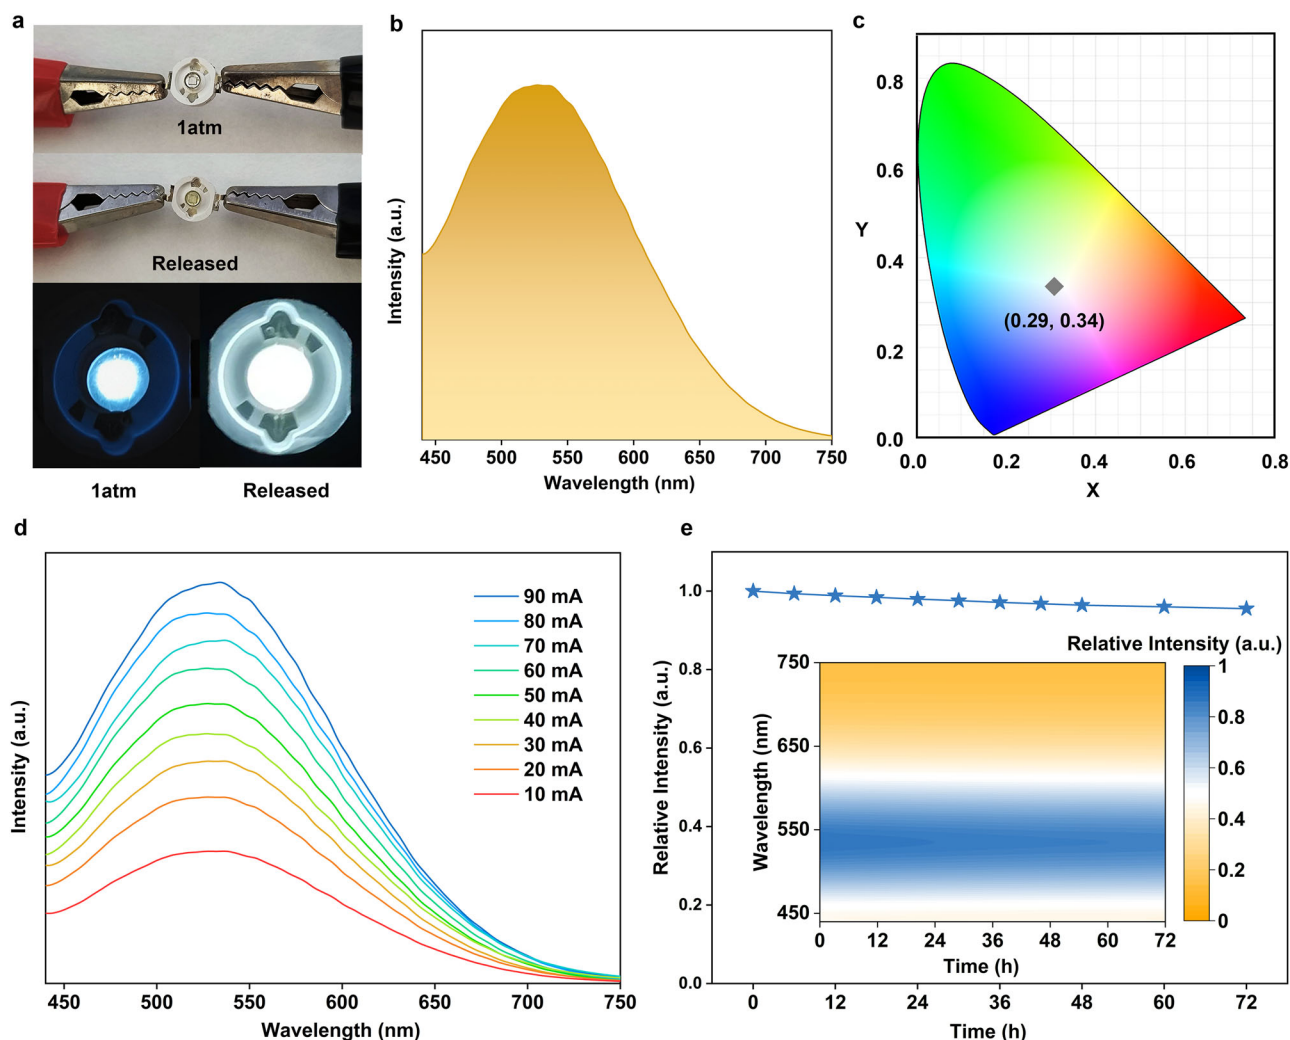 a
1atm
Released
1atm
Released
b
Intensity (a.u.)
450 500 550 600 650 700 750
Wavelength (nm)
c
0.8
0.6
Y
0.4
(0.29, 0.34)
0.2
0.0
0.0 0.2 0.4 0.6 0.8
X
d
90 mA
80 mA
70 mA
60 mA
50 mA
40 mA
30 mA
20 mA
10 mA
Intensity (a.u.)
450 500 550 600 650 700 750
Wavelength (nm)
e
1.0
0.8
0.6
0.4
0.2
0.0
Relative Intensity (a.u.)
0 12 24 36 48 60 72
Time (h)
Relative Intensity (a.u.)
750
650
550
450
Wavelength (nm)
0 12 24 36 48 60 72
Time (h)
1
0.8
0.6
0.4
0.2
0